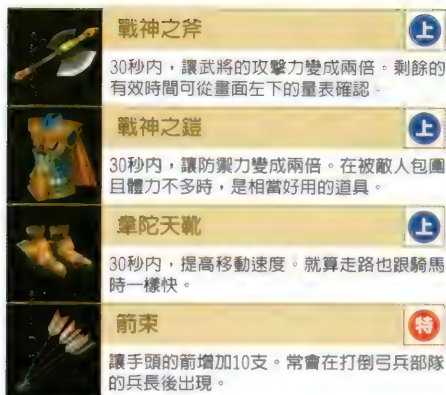 戰神之斧 上
30秒内，讓武將的攻擊力變成兩倍。剩餘的
有效時間可從畫面左下的量表確認。
戰神之鎧 上
30秒内，讓防禦力變成兩倍。在被敵人包圍
且體力不多時，是相當好用的道具。
韋陀天靴 上
30秒内，提高移動速度。就算走路也跟騎馬
時一樣快。
箭束 特
讓手頭的箭增加10支。常會在打倒弓兵部隊
的兵長後出現。